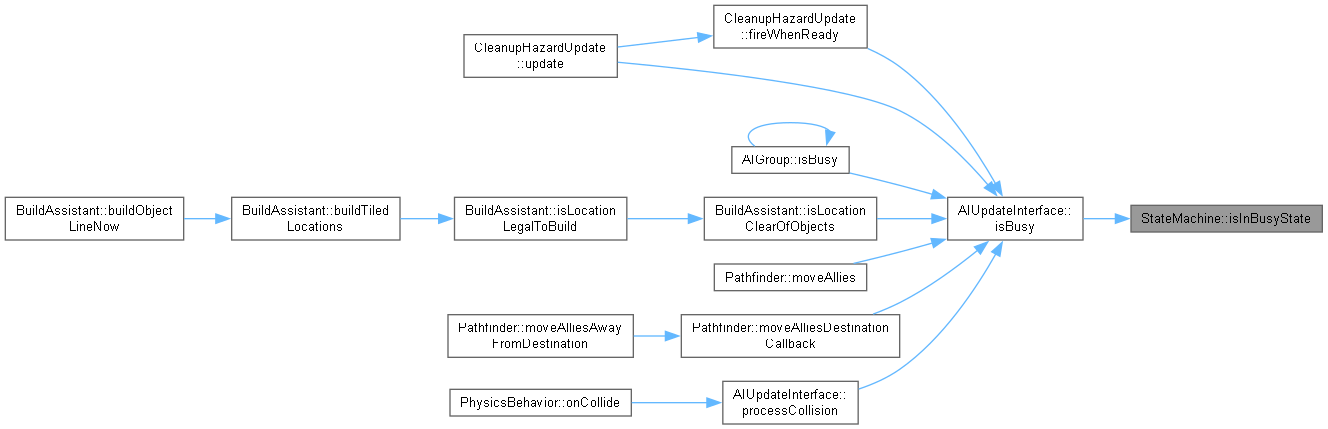 CleanupHazardUpdate
::fireWhenReady
CleanupHazardUpdate
::update
AIGroup::isBusy
BuildAssistant::buildObject
LineNow
BuildAssistant::buildTiled
Locations
BuildAssistant::isLocation
LegalToBuild
BuildAssistant::isLocation
ClearOfObjects
AIUpdateInterface::
isBusy
StateMachine::isInBusyState
Pathfinder::moveAllies
Pathfinder::moveAlliesAway
FromDestination
Pathfinder::moveAlliesDestination
Callback
PhysicsBehavior::onCollide
AIUpdateInterface::
processCollision